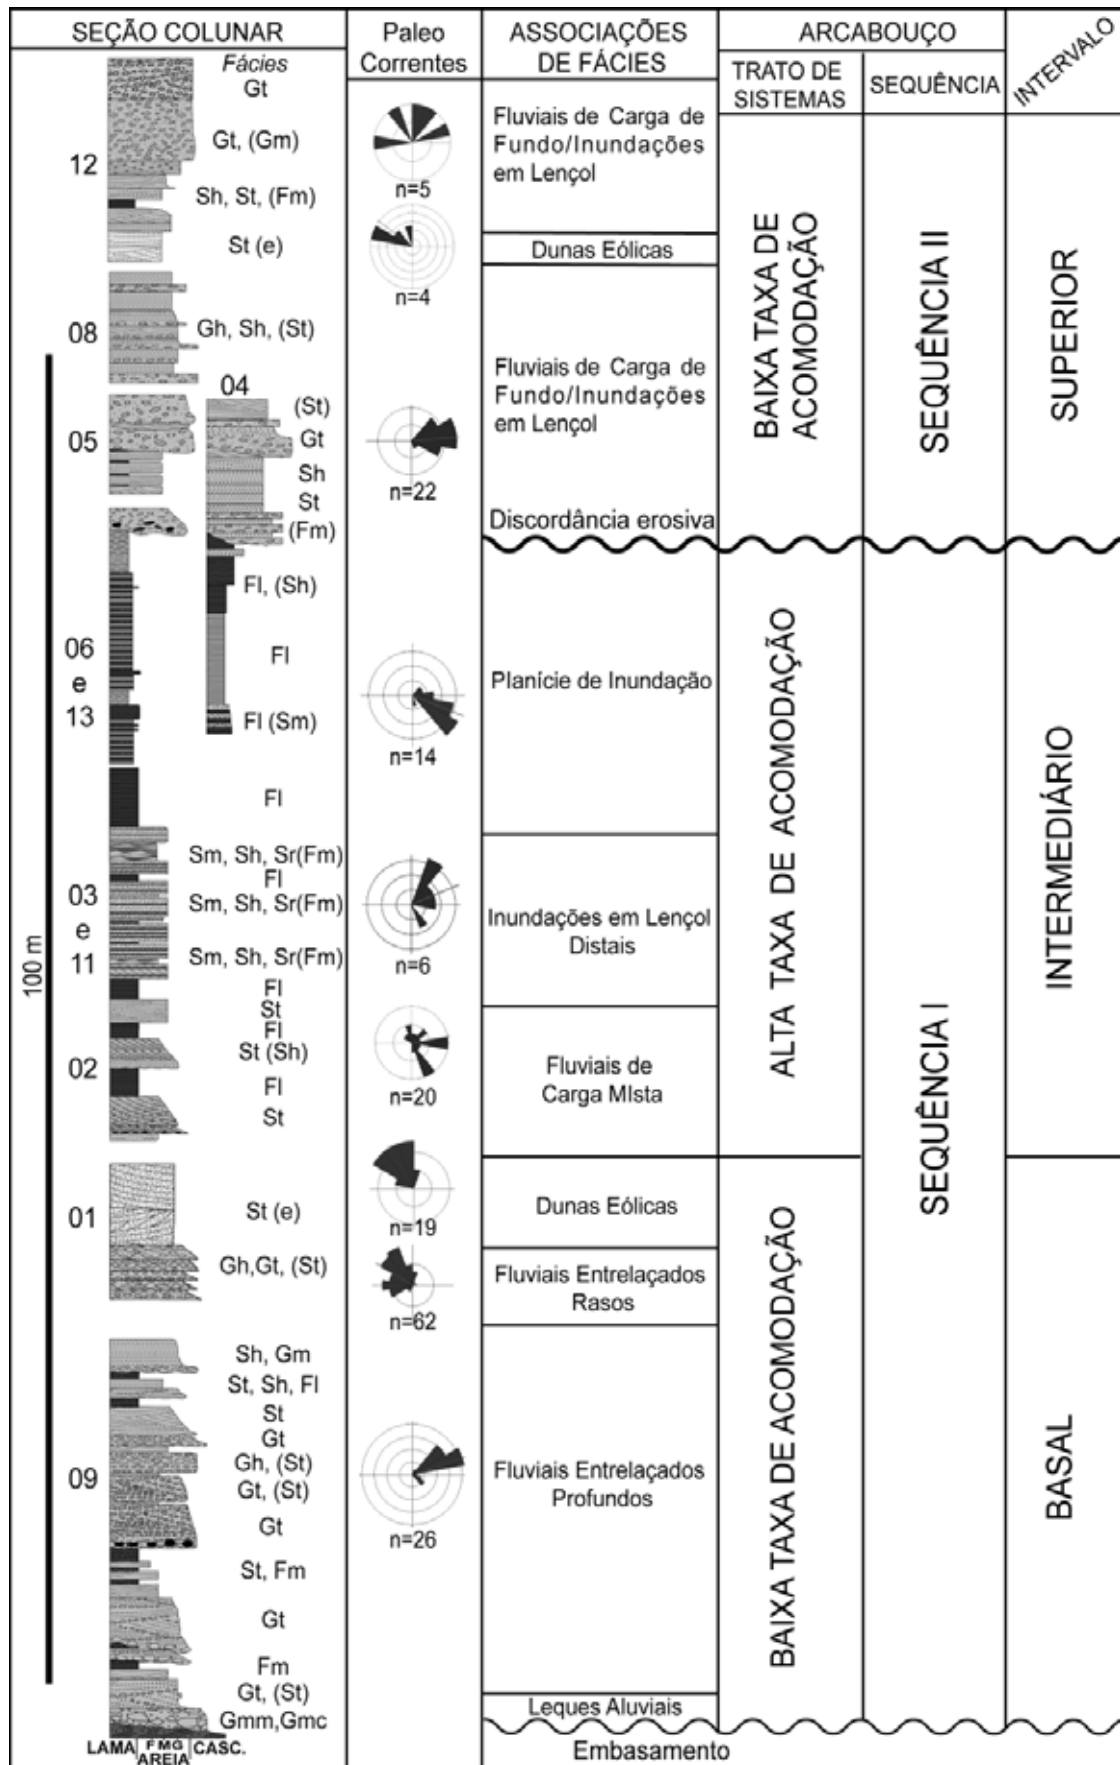 SEÇÃO COLUNAR
Fácies
Gt
Gt, (Gm)
12
Sh, St, (Fm)
St (e)
08
Gh, Sh, (St)
04
(St)
05
Gt
Sh
St
(Fm)
Fl, (Sh)
06
e
13
Fl
Fl (Sm)
Fl
Sm, Sh, Sr(Fm)
Fl
03
e
11
Sm, Sh, Sr(Fm)
Sm, Sh, Sr(Fm)
Fl
St
Fl
St (Sh)
02
Fl
St
01
St (e)
Gh,Gt, (St)
Sh, Gm
St, Sh, Fl
St
Gt
Gh, (St)
09
Gt, (St)
Gt
St, Fm
Gt
Fm
Gt, (St)
Gmm,Gmc
100 m
LAMA
F M G
AREIA
CASC.
Paleo
Correntes
n=5
n=4
n=22
n=14
n=6
n=20
n=19
n=62
n=26
ASSOCIAÇÕES
DE FÁCIES
Fluviais de Carga de
Fundo/Inundações
em Lençol
Dunas Eólicas
Fluviais de Carga de
Fundo/Inundações
em Lençol
Discordância erosiva
Planície de Inundação
Inundações em Lençol
Distais
Fluviais de
Carga MIsta
Dunas Eólicas
Fluviais Entrelaçados
Rasos
Fluviais Entrelaçados
Profundos
Leques Aluviais
Embasamento
ARCABOUÇO
TRATO DE
SISTEMAS
BAIXA TAXA DE
ACOMODAÇÃO
ALTA TAXA DE ACOMODAÇÃO
BAIXA TAXA DE ACOMODAÇÃO
SEQUÊNCIA
SEQUÊNCIA II
SEQUÊNCIA I
INTERVALO
SUPERIOR
INTERMEDIÁRIO
BASAL